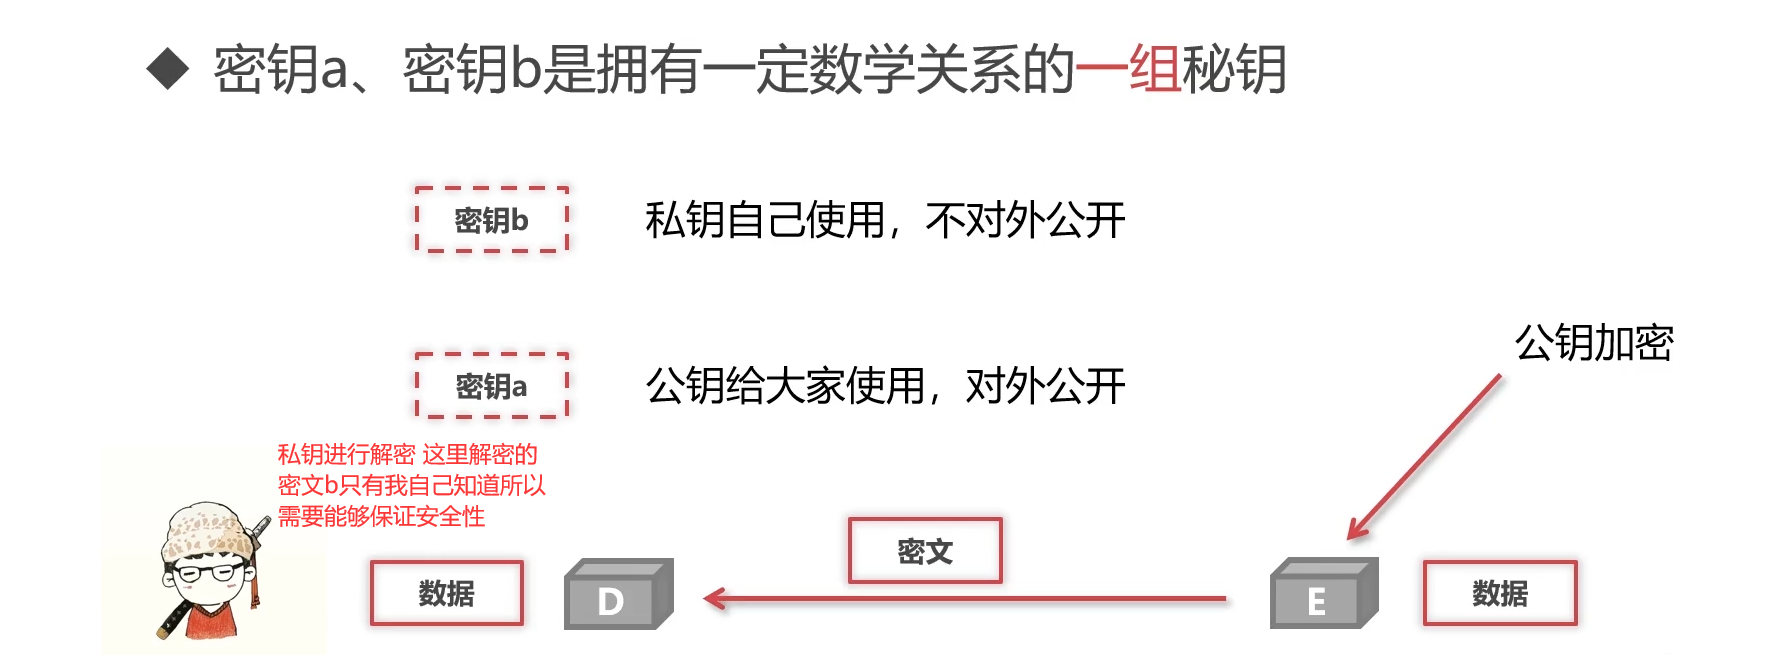 密钥a、密钥b是拥有一定数学关系的一组秘钥
密钥b
私钥自己使用，不对外公开
公钥加密
密钥a
公钥给大家使用，对外公开
私钥进行解密 这里解密的
密文b只有我自己知道所以
需要能够保证安全性
数据
D
密文
E
数据